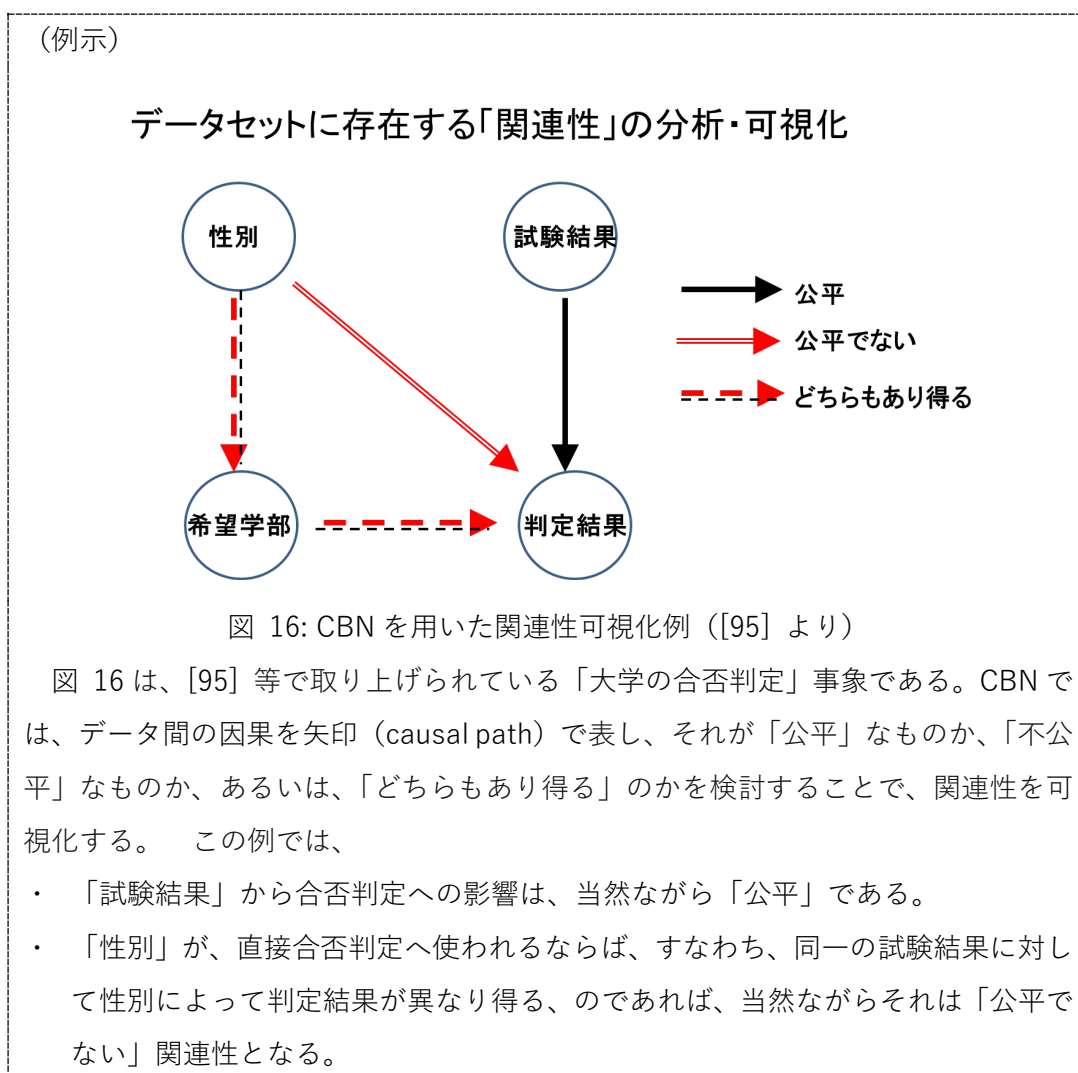 （例示）
データセットに存在する「関連性」の分析・可視化
性別
試験結果
公平
公平でない
どちらもあり得る
希望学部
判定結果
図 16: CBN を用いた関連性可視化例（[95] より）
図 16 は、[95] 等で取り上げられている「大学の合否判定」事象である。CBN で
は、データ間の因果を矢印（causal path）で表し、それが「公平」なものか、「不公
平」なものか、あるいは、「どちらもあり得る」のかを検討することで、関連性を可
視化する。　この例では、
・ 「試験結果」から合否判定への影響は、当然ながら「公平」である。
・ 「性別」が、直接合否判定へ使われるならば、すなわち、同一の試験結果に対し
て性別によって判定結果が異なり得る、のであれば、当然ながらそれは「公平で
ない」関連性となる。